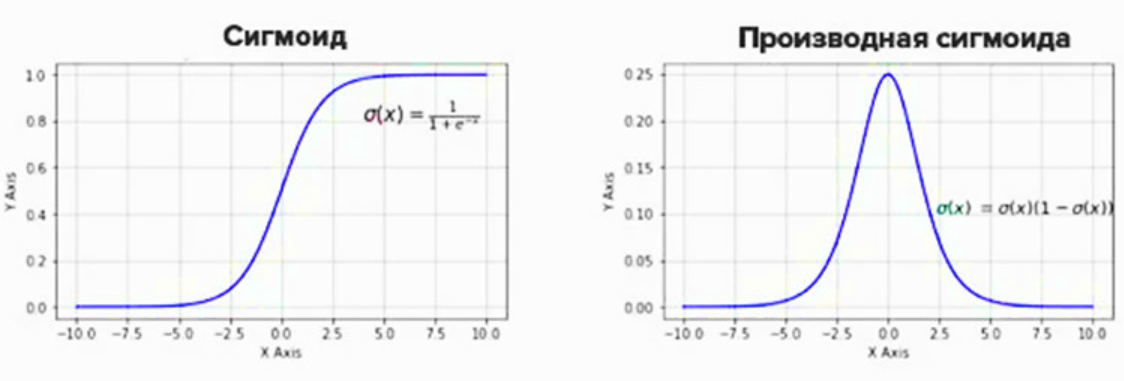 Сигмоид
1.0
0.8
0.6
0.4
0.2
0.0
Y Axis
σ(x) = 1 / (1 + e^{-x})
-10.0 -7.5 -5.0 -2.5 0.0 2.5 5.0 7.5 10.0
X Axis
Производная сигмоида
0.25
0.20
0.15
0.10
0.05
0.00
Y Axis
σ(x) = σ(x)(1 − σ(x))
-10.0 -7.5 -5.0 -2.5 0.0 2.5 5.0 7.5 10.0
X Axis